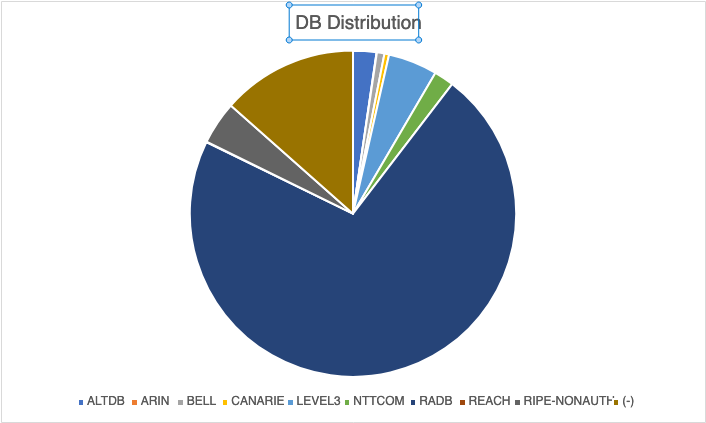 DB Distribution
ALTDB ARIN BELL CANARIE LEVEL3 NTTCOM RADB REACH RIPE-NONAUTH (-)